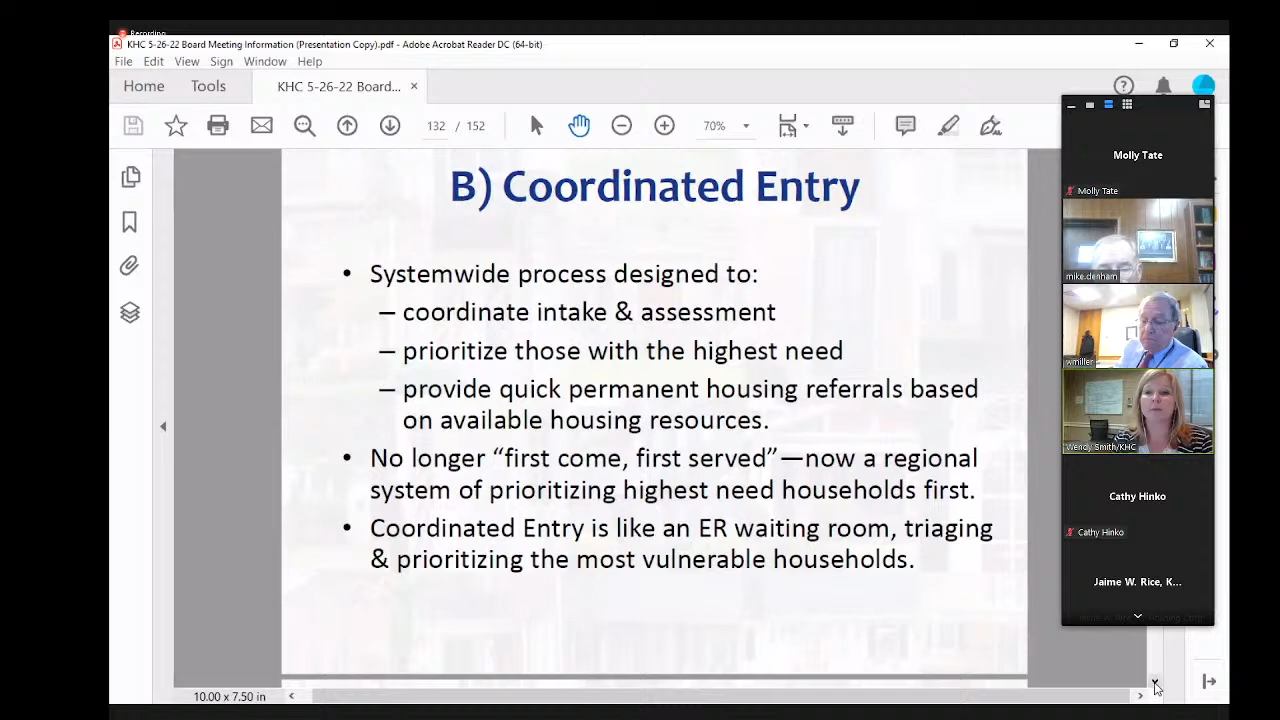 Recording
KHC 5-26-22 Board Meeting Information (Presentation Copy).pdf - Adobe Acrobat Reader DC (64-bit)
File Edit View Sign Window Help
Home Tools KHC 5-26-22 Board... ×
132 / 152 70%
B) Coordinated Entry
• Systemwide process designed to:
– coordinate intake & assessment
– prioritize those with the highest need
– provide quick permanent housing referrals based
on available housing resources.
• No longer “first come, first served”—now a regional
system of prioritizing highest need households first.
• Coordinated Entry is like an ER waiting room, triaging
& prioritizing the most vulnerable households.
10.00 x 7.50 in
Molly Tate
Molly Tate
mike.denham
wmiller
Wendy Smith/KHC
Cathy Hinko
Cathy Hinko
Jaime W. Rice, K...